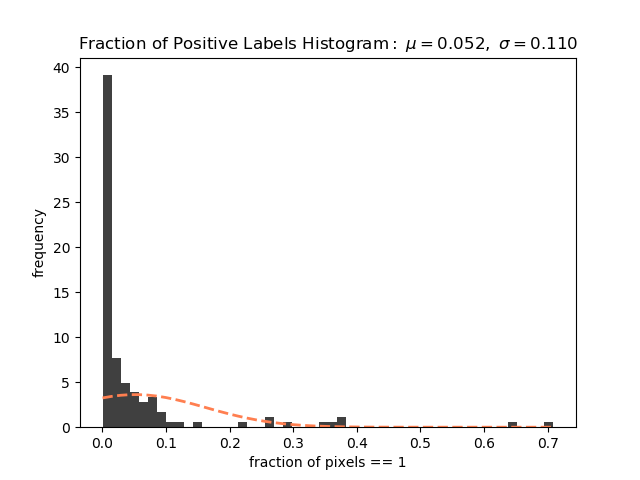 Fraction of Positive Labels Histogram : μ = 0.052, σ = 0.110
40
35
30
25
20
15
10
5
0
frequency
0.0 0.1 0.2 0.3 0.4 0.5 0.6 0.7
fraction of pixels == 1